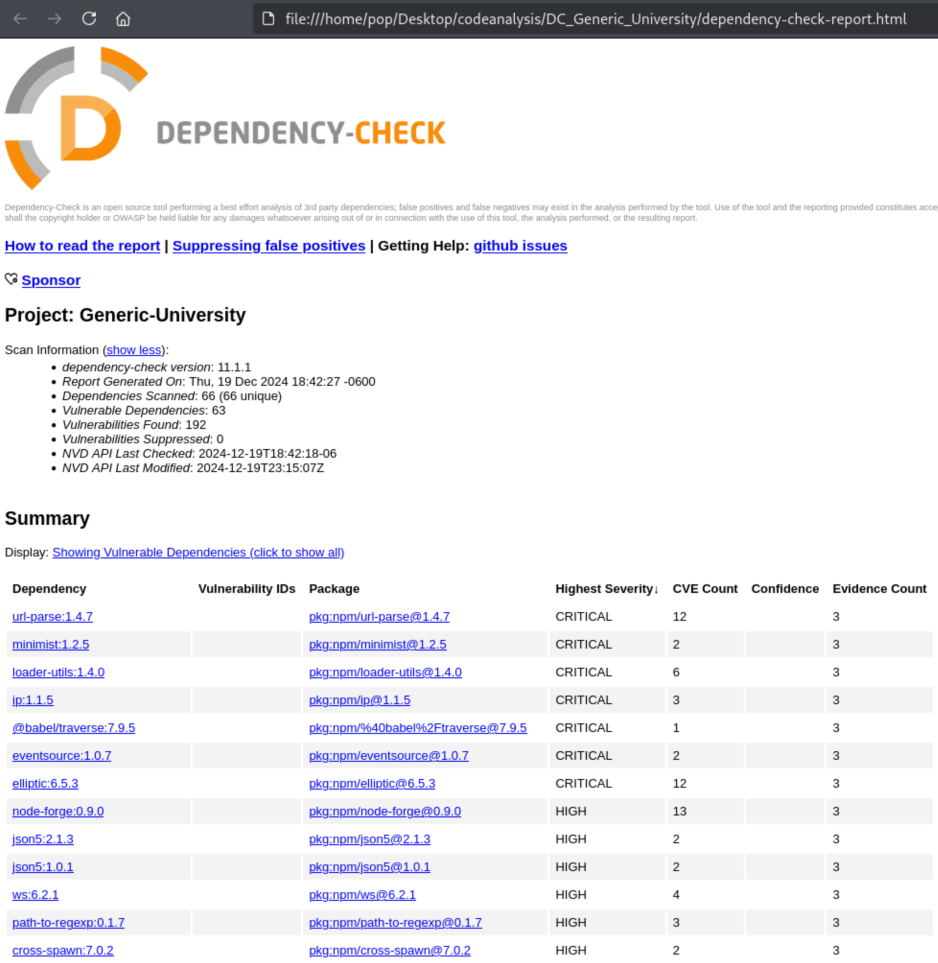 file:///home/pop/Desktop/codeanalysis/DC_Generic_University/dependency-check-report.html
D
DEPENDENCY-CHECK
Dependency-Check is an open source tool performing a best effort analysis of 3rd party dependencies; false positives and false negatives may exist in the analysis performed by the tool. Use of the tool and the reporting provided constitutes acce
shall the copyright holder or OWASP be held liable for any damages whatsoever arising out of or in connection with the use of this tool, the analysis performed, or the resulting report.
How to read the report | Suppressing false positives | Getting Help: github issues
Sponsor
Project: Generic-University
Scan Information (show less):
• dependency-check version: 11.1.1
• Report Generated On: Thu, 19 Dec 2024 18:42:27 -0600
• Dependencies Scanned: 66 (66 unique)
• Vulnerable Dependencies: 63
• Vulnerabilities Found: 192
• Vulnerabilities Suppressed: 0
• NVD API Last Checked: 2024-12-19T18:42:18-06
• NVD API Last Modified: 2024-12-19T23:15:07Z
Summary
Display: Showing Vulnerable Dependencies (click to show all)
Dependency Vulnerability IDs Package Highest Severity↓ CVE Count Confidence Evidence Count
url-parse:1.4.7 pkg:npm/url-parse@1.4.7 CRITICAL 12 3
minimist:1.2.5 pkg:npm/minimist@1.2.5 CRITICAL 2 3
loader-utils:1.4.0 pkg:npm/loader-utils@1.4.0 CRITICAL 6 3
ip:1.1.5 pkg:npm/ip@1.1.5 CRITICAL 3 3
@babel/traverse:7.9.5 pkg:npm/%40babel%2Ftraverse@7.9.5 CRITICAL 1 3
eventsource:1.0.7 pkg:npm/eventsource@1.0.7 CRITICAL 2 3
elliptic:6.5.3 pkg:npm/elliptic@6.5.3 CRITICAL 12 3
node-forge:0.9.0 pkg:npm/node-forge@0.9.0 HIGH 13 3
json5:2.1.3 pkg:npm/json5@2.1.3 HIGH 2 3
json5:1.0.1 pkg:npm/json5@1.0.1 HIGH 2 3
ws:6.2.1 pkg:npm/ws@6.2.1 HIGH 4 3
path-to-regexp:0.1.7 pkg:npm/path-to-regexp@0.1.7 HIGH 3 3
cross-spawn:7.0.2 pkg:npm/cross-spawn@7.0.2 HIGH 2 3